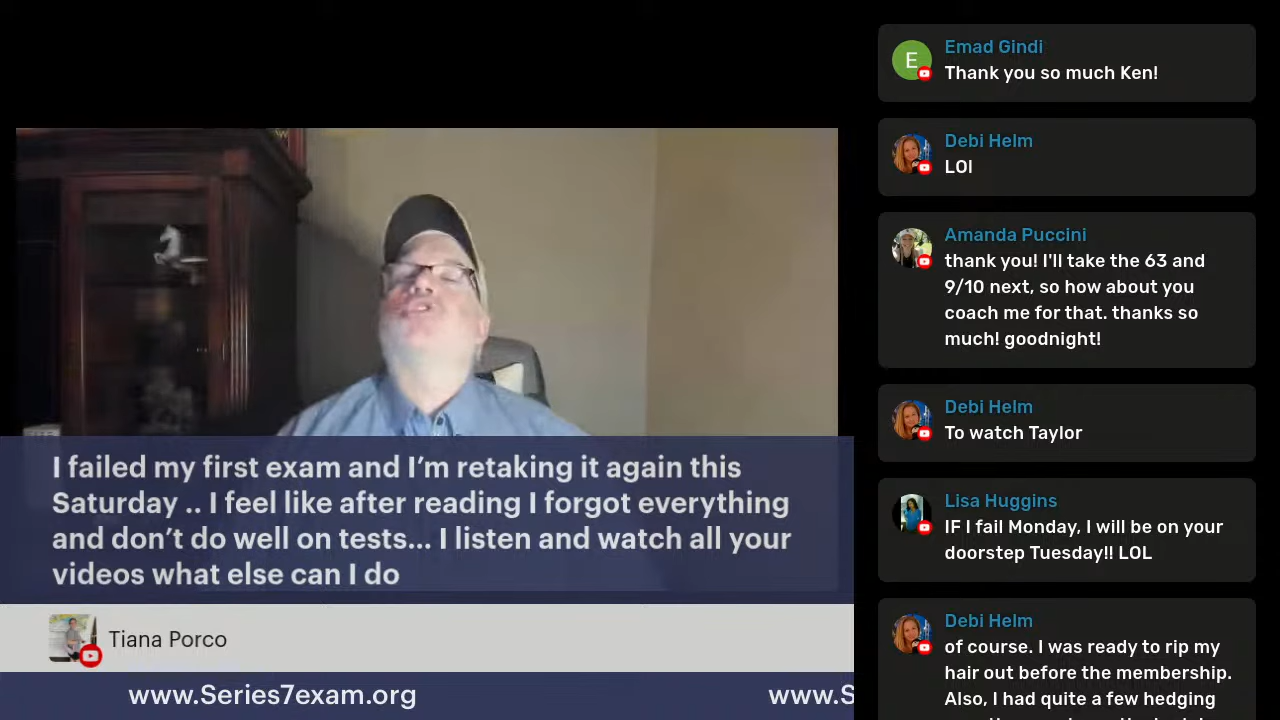 I failed my first exam and I’m retaking it again this
Saturday .. I feel like after reading I forgot everything
and don’t do well on tests... I listen and watch all your
videos what else can I do
Tiana Porco
www.Series7exam.org
www.S
E
Emad Gindi
Thank you so much Ken!
Debi Helm
LOl
Amanda Puccini
thank you! I'll take the 63 and
9/10 next, so how about you
coach me for that. thanks so
much! goodnight!
Debi Helm
To watch Taylor
Lisa Huggins
IF I fail Monday, I will be on your
doorstep Tuesday!! LOL
Debi Helm
of course. I was ready to rip my
hair out before the membership.
Also, I had quite a few hedging